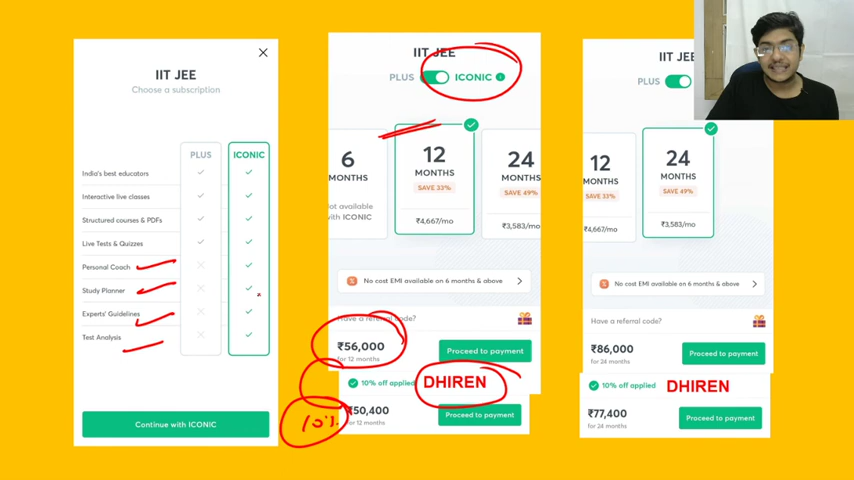 IIT JEE
Choose a subscription
PLUS
ICONIC
India's best educators
Interactive live classes
Structured courses & PDFs
Live Tests & Quizzes
Personal Coach
Study Planner
Experts' Guidelines
Test Analysis
Continue with ICONIC
IIT JEE
PLUS ICONIC
6
MONTHS
with ICONIC
12
MONTHS
SAVE 33%
₹4,667/mo
24
MONTHS
SAVE 49%
₹3,583/mo
% No cost EMI available on 6 months & above
Have a referral code?
₹56,000
for 12 months
Proceed to payment
10% off applied DHIREN
10%
₹50,400
for 12 months
Proceed to payment
IIT JEE
PLUS
12
MONTHS
SAVE 33%
₹4,667/mo
24
MONTHS
SAVE 49%
₹3,583/mo
% No cost EMI available on 6 months & above
Have a referral code?
₹86,000
for 24 months
Proceed to payment
10% off applied DHIREN
₹77,400
for 24 months
Proceed to payment